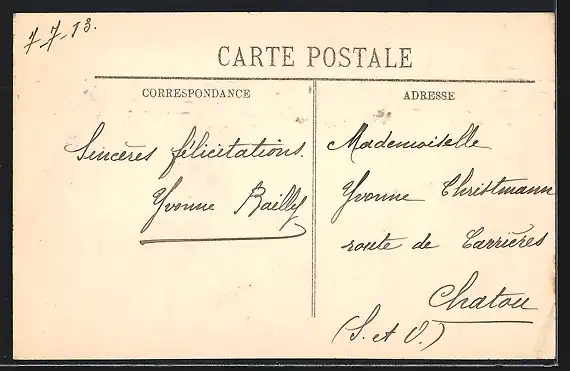 7-7-13.
CARTE POSTALE
CORRESPONDANCE
Sincères félicitations.
Yvonne Bailly
ADRESSE
Mademoiselle
Yvonne Christmann
route de Carrières
Chatou
(S. et O.)